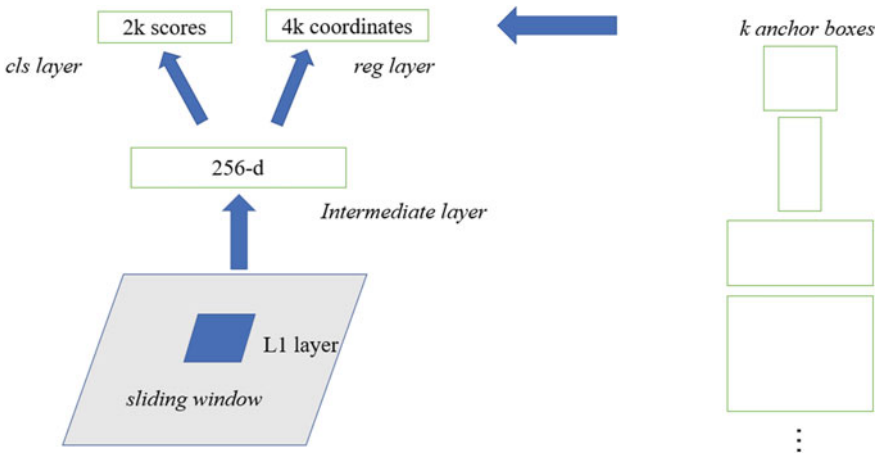 2k scores
4k coordinates
k anchor boxes
cls layer
reg layer
256-d
Intermediate layer
L1 layer
sliding window